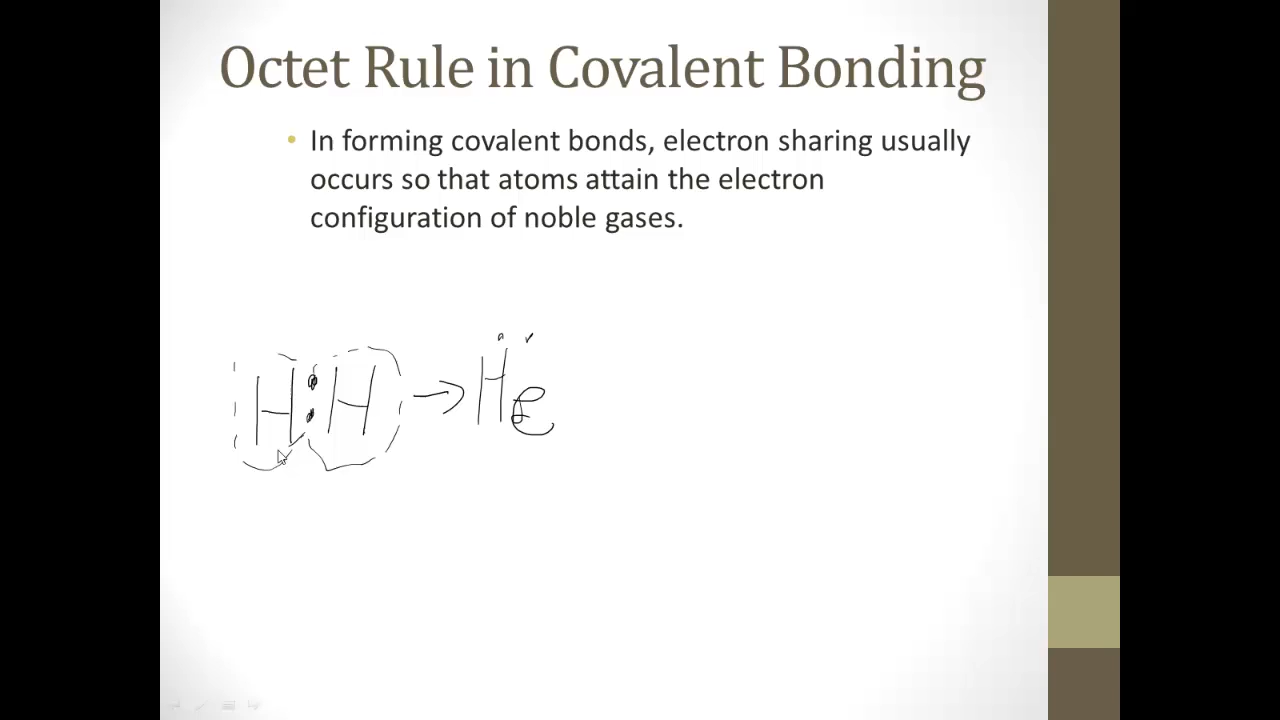 Octet Rule in Covalent Bonding
• In forming covalent bonds, electron sharing usually
occurs so that atoms attain the electron
configuration of noble gases.
H:H → He